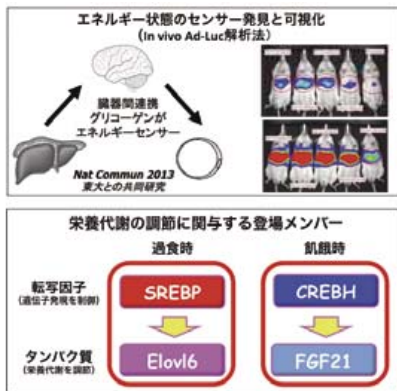 エネルギー状態のセンサー発見と可視化
(In vivo Ad-Luc解析法)
臓器間連携
グリコーゲンが
エネルギーセンサー
Nat Commun 2013
東大との共同研究
栄養代謝の調節に関与する登場メンバー
過食時
飢餓時
転写因子
(遺伝子発現を制御)
SREBP
CREBH
タンパク質
(栄養代謝を調節)
Elovl6
FGF21